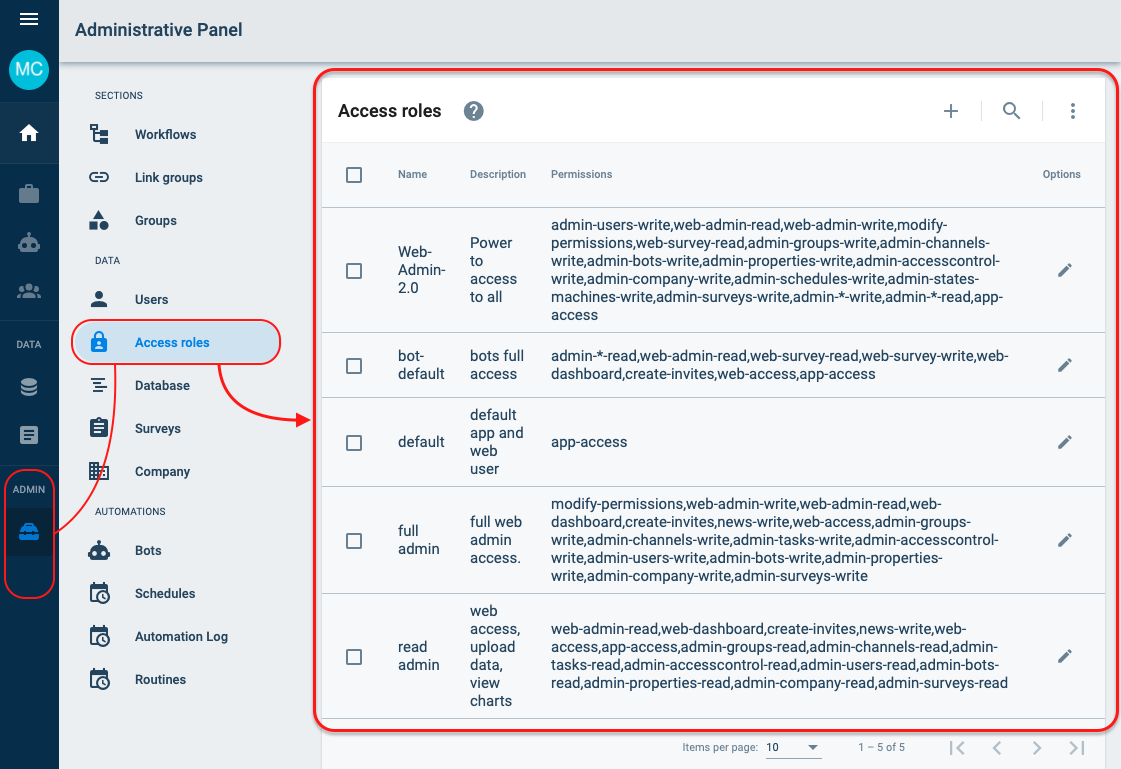 Administrative Panel
MC
SECTIONS
Workflows
Link groups
Groups
DATA
Users
Access roles
Database
Surveys
Company
AUTOMATIONS
Bots
Schedules
Automation Log
Routines
DATA
ADMIN
Access roles ?
Name Description Permissions Options
Web-
Admin-
2.0
Power
to
access
to all
admin-users-write,web-admin-read,web-admin-write,modify-
permissions,web-survey-read,admin-groups-write,admin-channels-
write,admin-bots-write,admin-properties-write,admin-accesscontrol-
write,admin-company-write,admin-schedules-write,admin-states-
machines-write,admin-surveys-write,admin-*-write,admin-*-read,app-
access
bot-
default
bots full
access
admin-*-read,web-admin-read,web-survey-read,web-survey-write,web-
dashboard,create-invites,web-access,app-access
default
default
app and
web
user
app-access
full
admin
full web
admin
access.
modify-permissions,web-admin-write,web-admin-read,web-
dashboard,create-invites,news-write,web-access,admin-groups-
write,admin-channels-write,admin-tasks-write,admin-accesscontrol-
write,admin-users-write,admin-bots-write,admin-properties-
write,admin-company-write,admin-surveys-write
read
admin
web
access,
upload
data,
view
charts
web-admin-read,web-dashboard,create-invites,news-write,web-
access,app-access,admin-groups-read,admin-channels-read,admin-
tasks-read,admin-accesscontrol-read,admin-users-read,admin-bots-
read,admin-properties-read,admin-company-read,admin-surveys-read
Items per page: 10 1 – 5 of 5